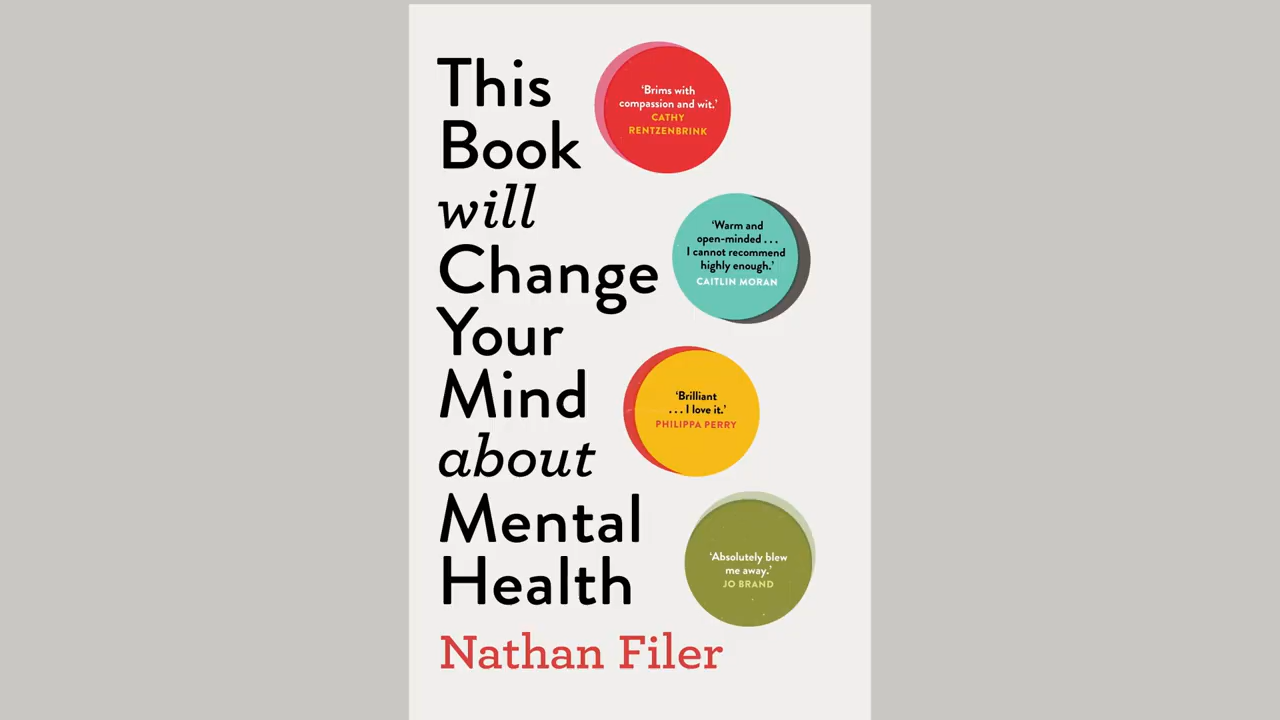 This
Book
will
Change
Your
Mind
about
Mental
Health
Nathan Filer
‘Brims with
compassion and wit.’
CATHY
RENTZENBRINK
‘Warm and
open-minded . . .
I cannot recommend
highly enough.’
CAITLIN MORAN
‘Brilliant
. . . I love it.’
PHILIPPA PERRY
‘Absolutely blew
me away.’
JO BRAND